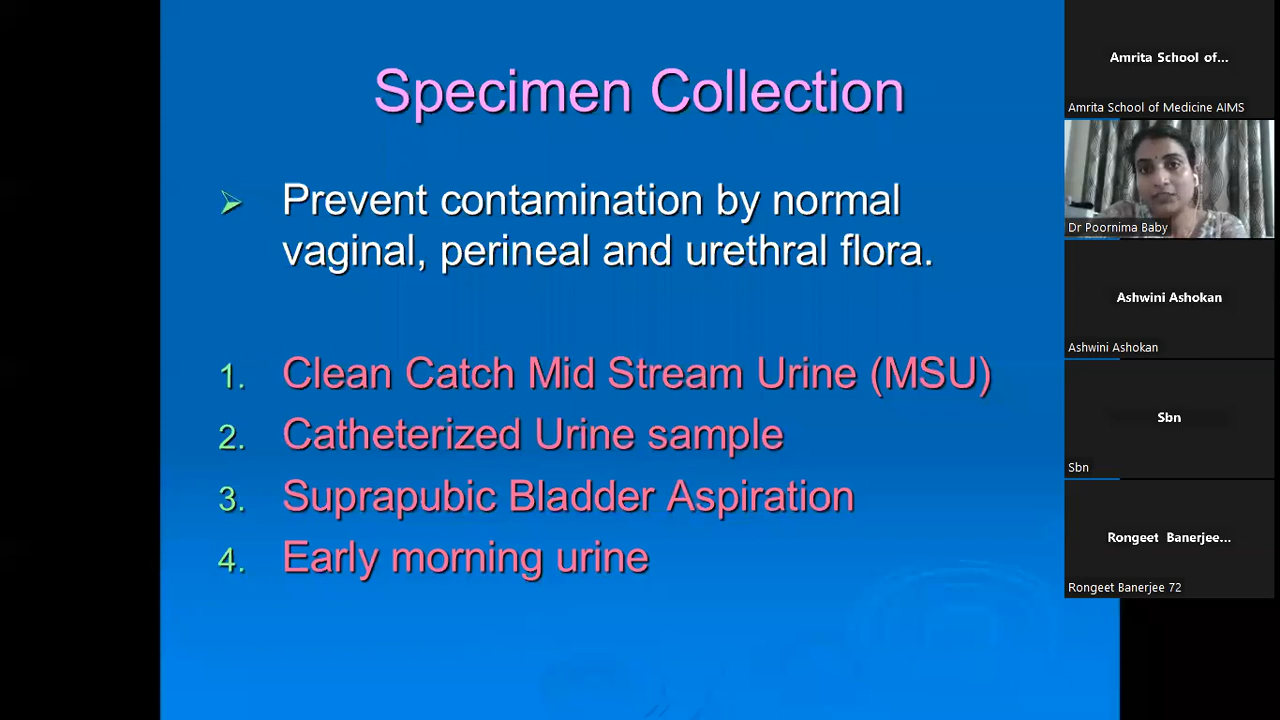 Specimen Collection
Prevent contamination by normal
vaginal, perineal and urethral flora.
1. Clean Catch Mid Stream Urine (MSU)
2. Catheterized Urine sample
3. Suprapubic Bladder Aspiration
4. Early morning urine
Amrita School of...
Amrita School of Medicine AIMS
Dr Poornima Baby
Ashwini Ashokan
Ashwini Ashokan
Sbn
Sbn
Rongeet Banerjee...
Rongeet Banerjee 72